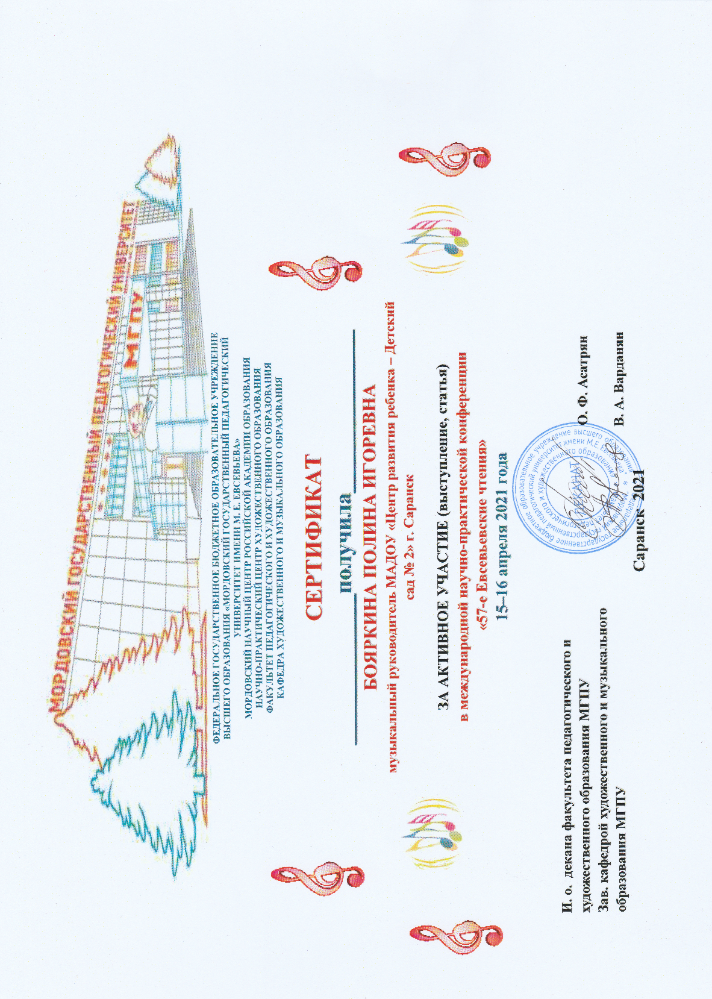 МОРДОВСКИЙ ГОСУДАРСТВЕННЫЙ ПЕДАГОГИЧЕСКИЙ УНИВЕРСИТЕТ
МГПУ
ФЕДЕРАЛЬНОЕ ГОСУДАРСТВЕННОЕ БЮДЖЕТНОЕ ОБРАЗОВАТЕЛЬНОЕ УЧРЕЖДЕНИЕ
ВЫСШЕГО ОБРАЗОВАНИЯ «МОРДОВСКИЙ ГОСУДАРСТВЕННЫЙ ПЕДАГОГИЧЕСКИЙ
УНИВЕРСИТЕТ ИМЕНИ М. Е. ЕВСЕВЬЕВА»
МОРДОВСКИЙ НАУЧНЫЙ ЦЕНТР РОССИЙСКОЙ АКАДЕМИИ ОБРАЗОВАНИЯ
НАУЧНО-ПРАКТИЧЕСКИЙ ЦЕНТР ХУДОЖЕСТВЕННОГО ОБРАЗОВАНИЯ
ФАКУЛЬТЕТ ПЕДАГОГИЧЕСКОГО И ХУДОЖЕСТВЕННОГО ОБРАЗОВАНИЯ
КАФЕДРА ХУДОЖЕСТВЕННОГО И МУЗЫКАЛЬНОГО ОБРАЗОВАНИЯ
СЕРТИФИКАТ
получила
БОЯРКИНА ПОЛИНА ИГОРЕВНА
музыкальный руководитель МАДОУ «Центр развития ребенка – Детский
сад № 2» г. Саранск
ЗА АКТИВНОЕ УЧАСТИЕ (выступление, статья)
в международной научно-практической конференции
«57-е Евсевьевские чтения»
15–16 апреля 2021 года
И. о. декана факультета педагогического и
художественного образования МГПУ
О. Ф. Асатрян
Зав. кафедрой художественного и музыкального
образования МГПУ
В. А. Варданян
ДЕКАНАТ
Саранск 2021